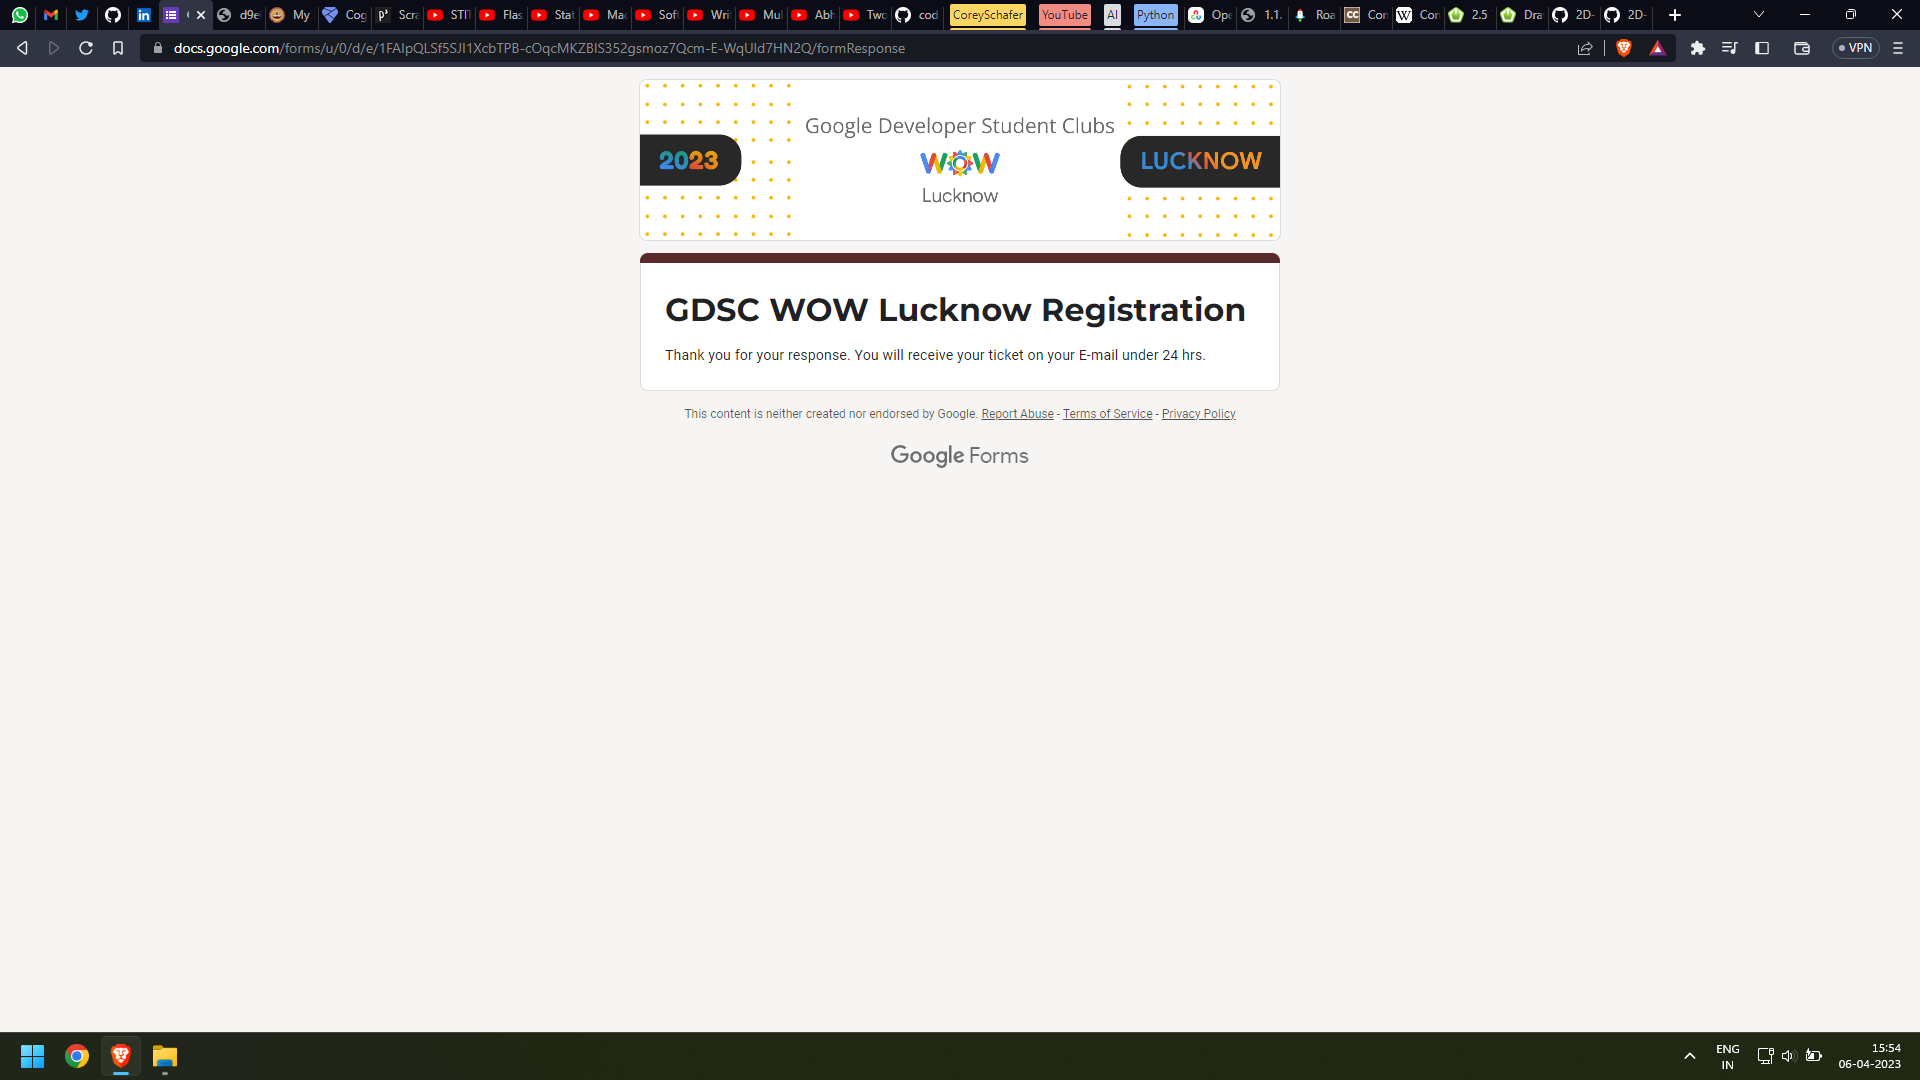 d9e My Cog Scra STI Flas Stat Mac Soft Wri Mul Abh Two cod CoreySchafer YouTube AI Python Ope 1.1. Roa Con Con 2.5 Dra 2D- 2D-
docs.google.com/forms/u/0/d/e/1FAIpQLSf5SJI1XcbTPB-cOqcMKZBIS352gsmoz7Qcm-E-WqUId7HN2Q/formResponse
VPN
Google Developer Student Clubs
2023
WOW
LUCKNOW
Lucknow
GDSC WOW Lucknow Registration
Thank you for your response. You will receive your ticket on your E-mail under 24 hrs.
This content is neither created nor endorsed by Google. Report Abuse - Terms of Service - Privacy Policy
Google Forms
ENG
IN
15:54
06-04-2023